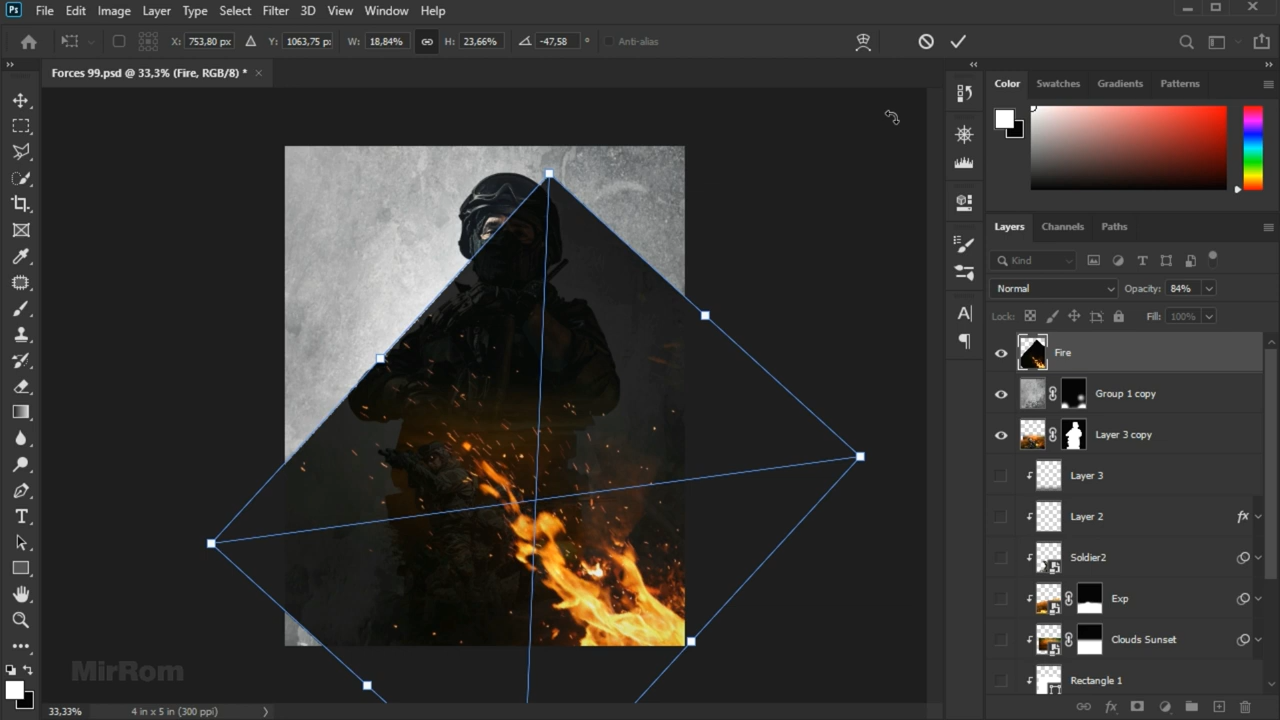 Ps File Edit Image Layer Type Select Filter 3D View Window Help
X: 753,80 px Y: 1063,75 p: W: 18,84% H: 23,66% -47,58 ° Anti-alias
Forces 99.psd @ 33,3% (Fire, RGB/8) * ×
Color Swatches Gradients Patterns
Layers Channels Paths
Kind
Normal Opacity: 84%
Lock: Fill: 100%
Fire
Group 1 copy
Layer 3 copy
Layer 3
Layer 2 fx
Soldier2
Exp
Clouds Sunset
Rectangle 1
MirRom
33,33% 4 in x 5 in (300 ppi)